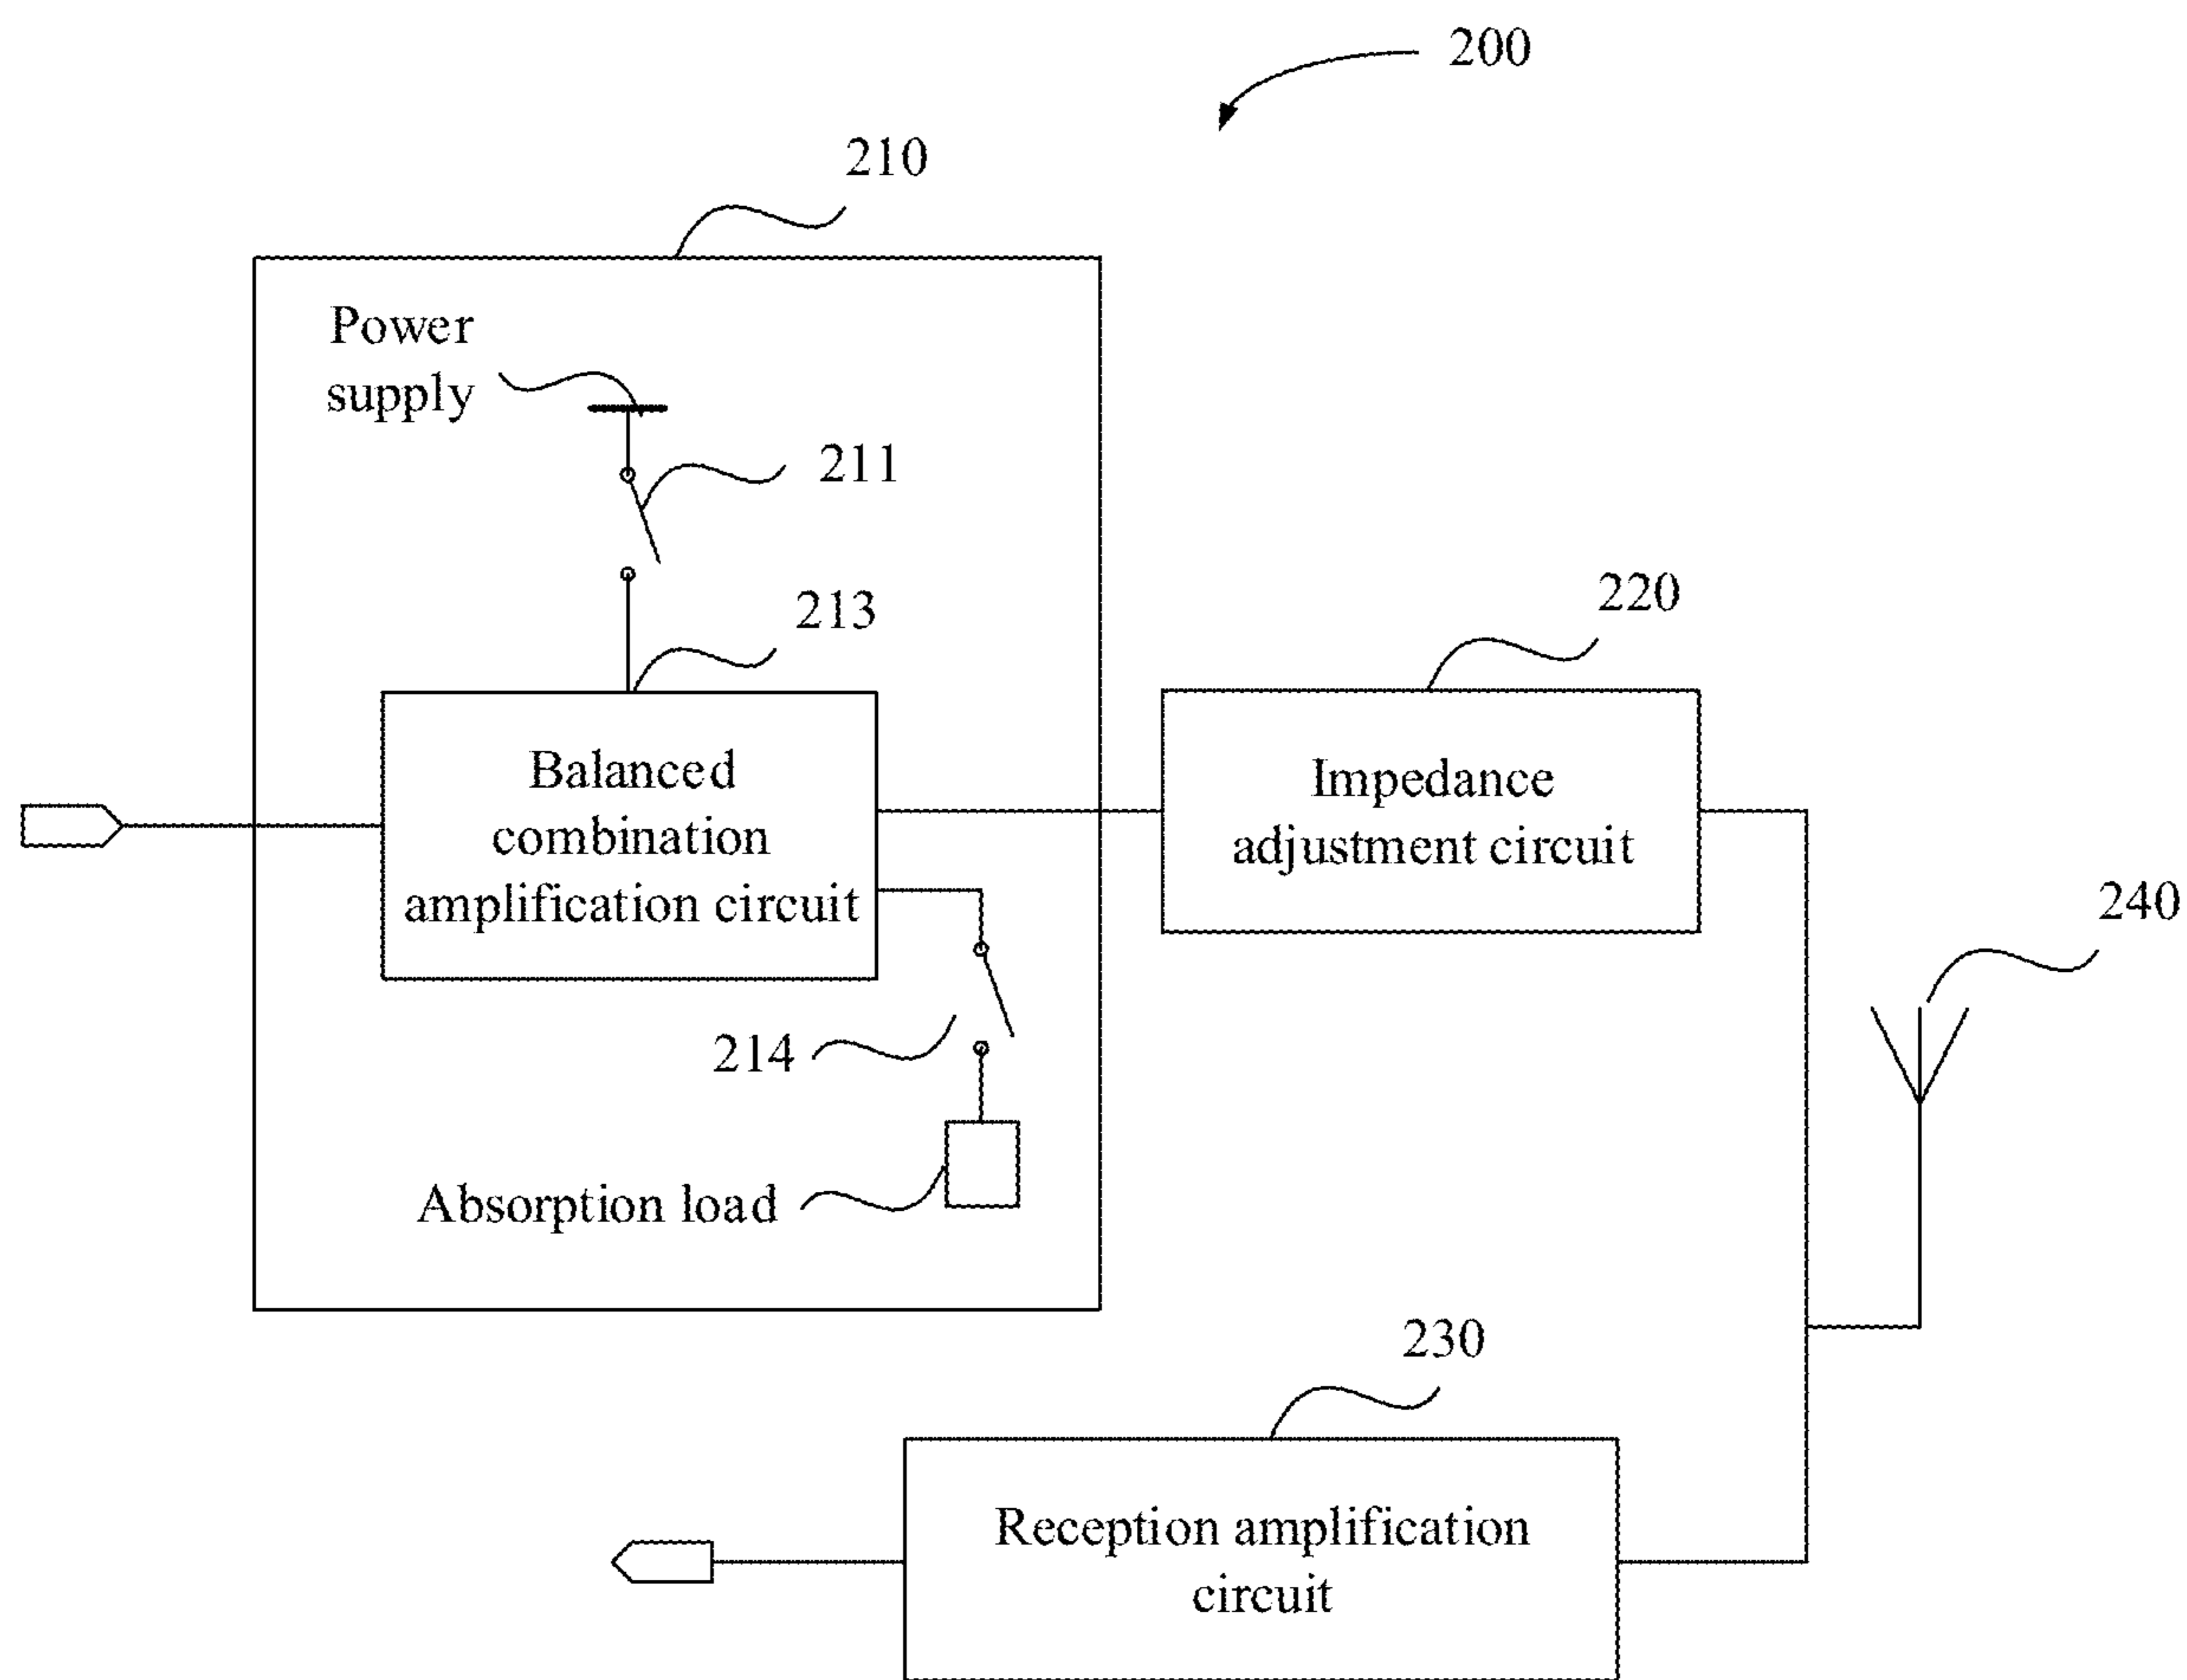 200
210
Power
supply
211
213
220
Balanced
combination
amplification circuit
Impedance
adjustment circuit
240
214
Absorption load
230
Reception amplification
circuit